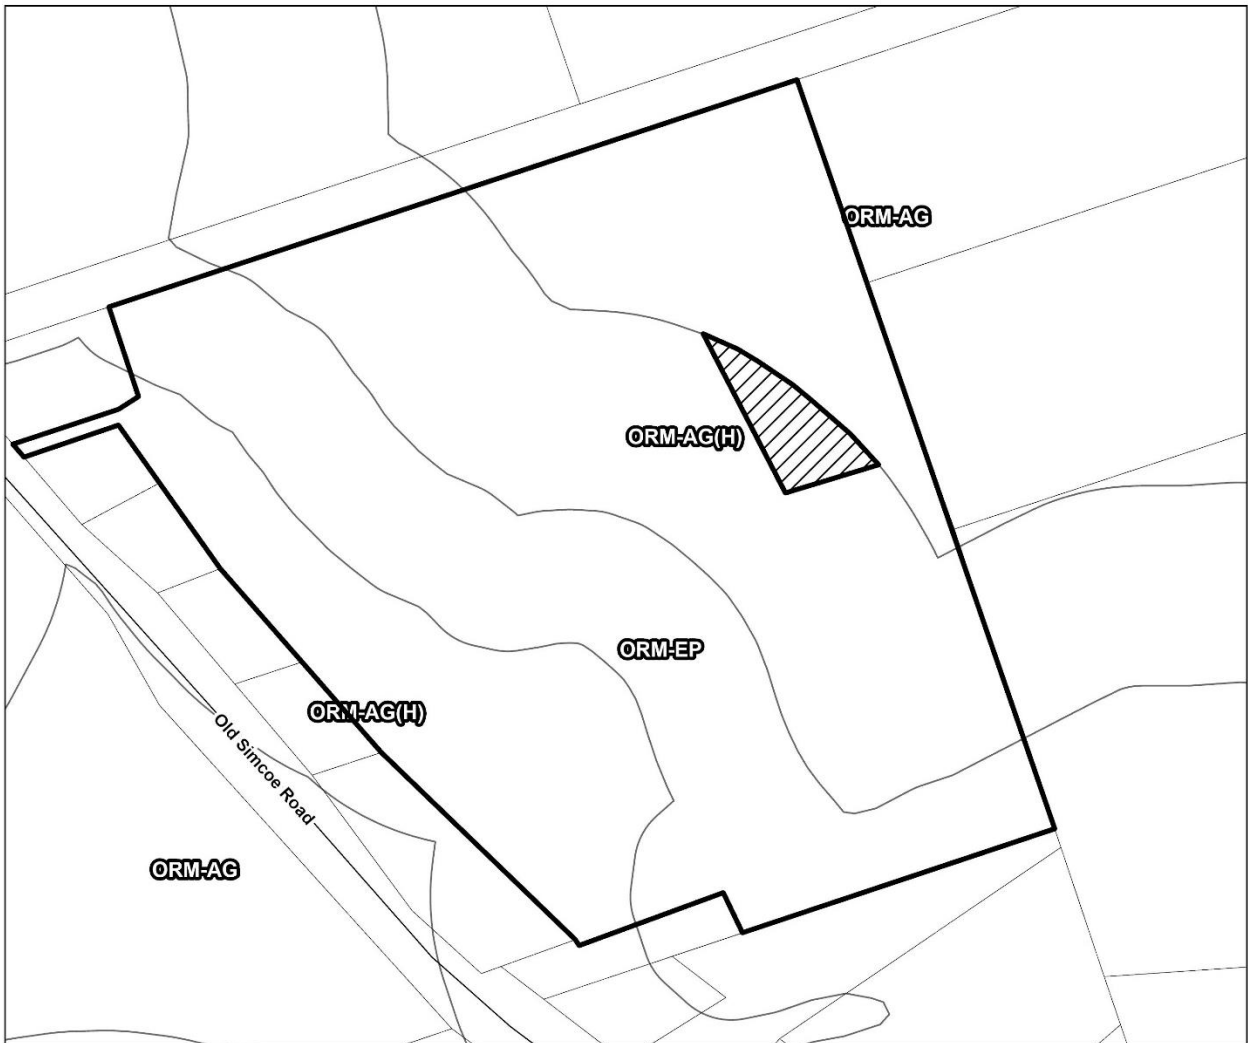 ORM-AG
ORM-AG(H)
ORM-EP
ORM-AG(H)
Old Simcoe Road
ORM-AG